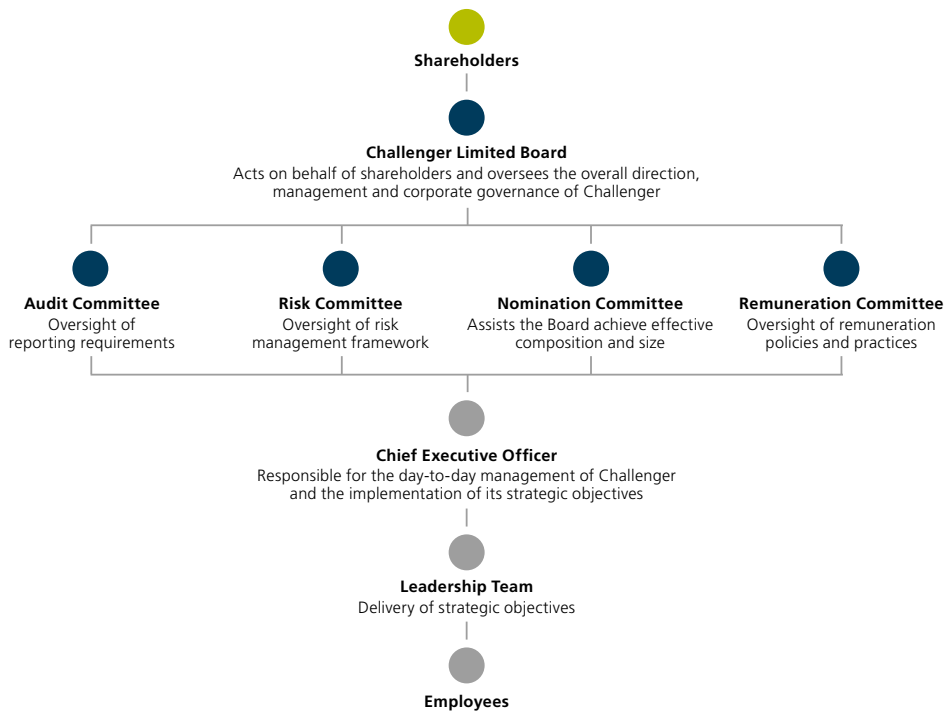 Shareholders
Challenger Limited Board
Acts on behalf of shareholders and oversees the overall direction,
management and corporate governance of Challenger
Audit Committee
Oversight of
reporting requirements
Risk Committee
Oversight of risk
management framework
Nomination Committee
Assists the Board achieve effective
composition and size
Remuneration Committee
Oversight of remuneration
policies and practices
Chief Executive Officer
Responsible for the day-to-day management of Challenger
and the implementation of its strategic objectives
Leadership Team
Delivery of strategic objectives
Employees